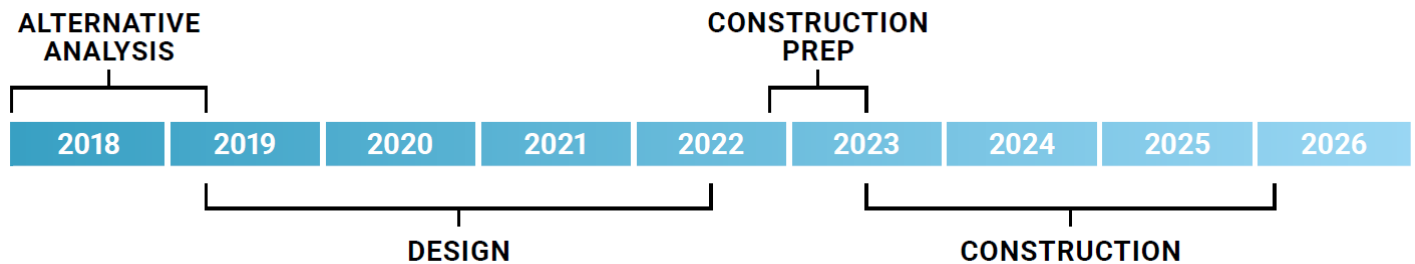 ALTERNATIVE
ANALYSIS
CONSTRUCTION
PREP
2018 2019 2020 2021 2022 2023 2024 2025 2026
DESIGN
CONSTRUCTION